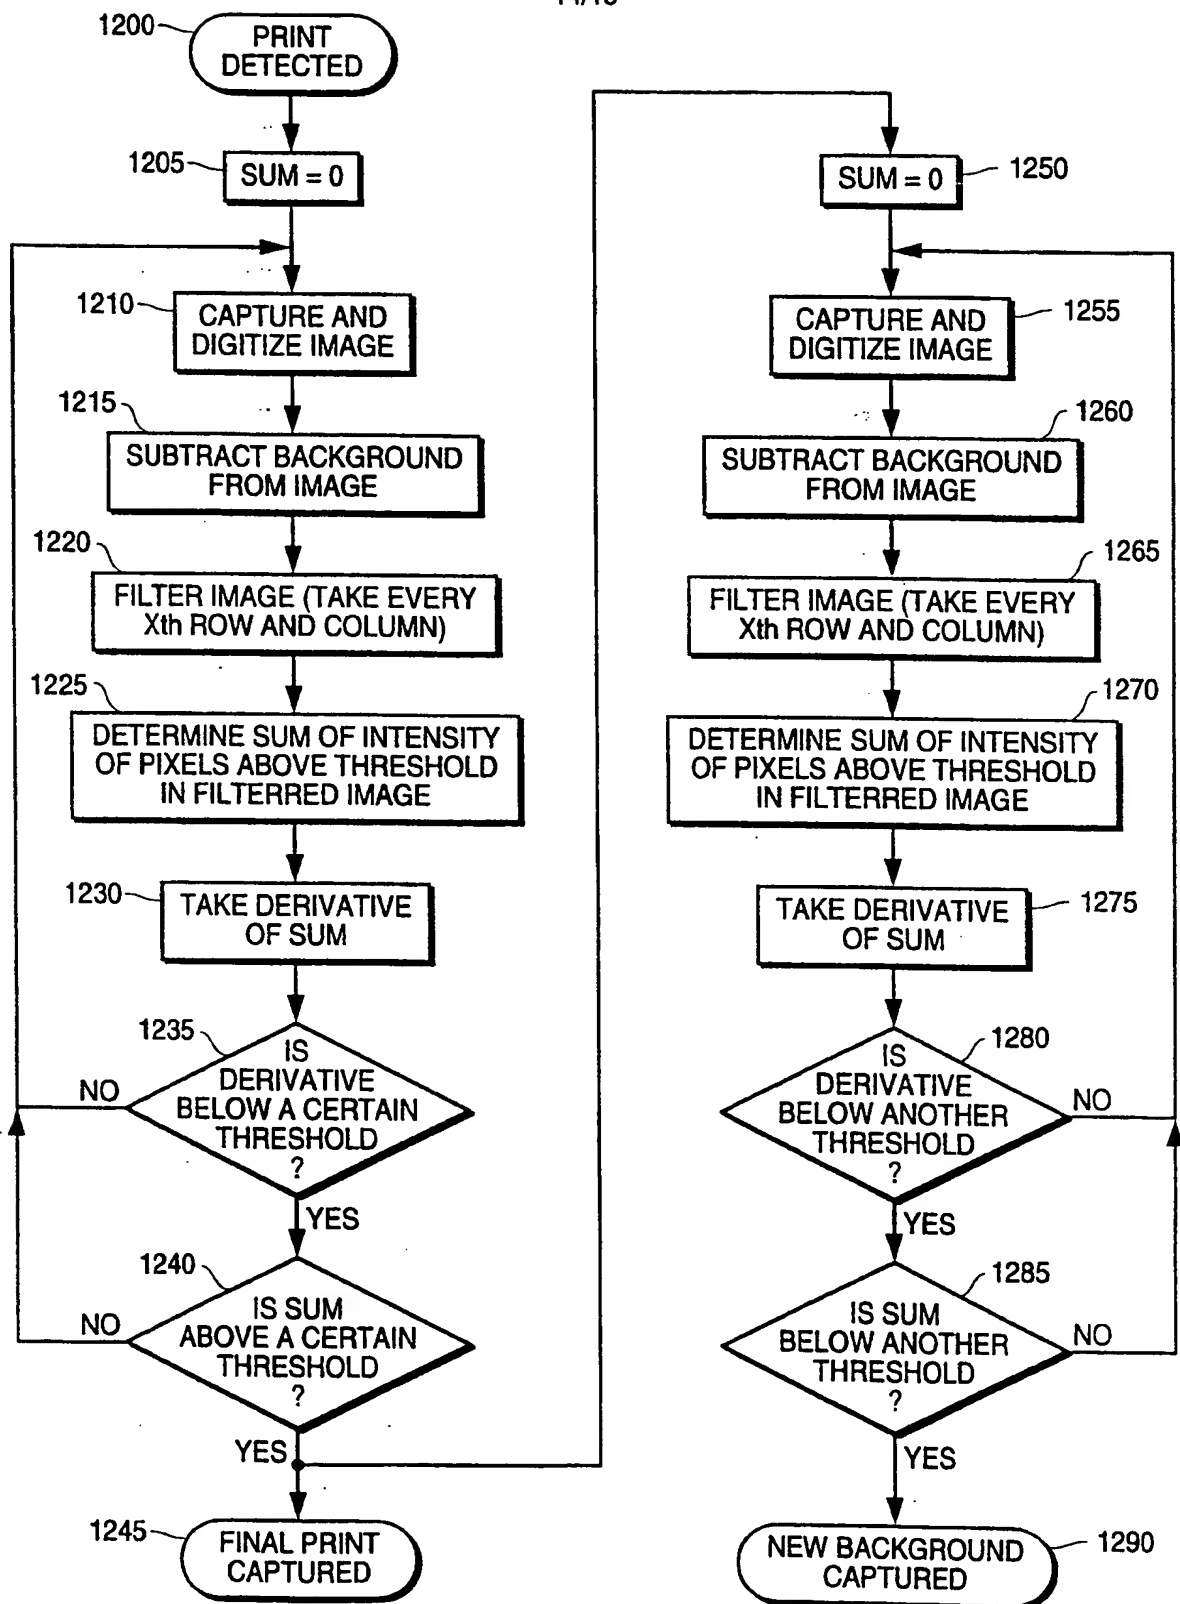 1200
PRINT
DETECTED
1205
SUM = 0
1210
CAPTURE AND
DIGITIZE IMAGE
1215
SUBTRACT BACKGROUND
FROM IMAGE
1220
FILTER IMAGE (TAKE EVERY
Xth ROW AND COLUMN)
1225
DETERMINE SUM OF INTENSITY
OF PIXELS ABOVE THRESHOLD
IN FILTERRED IMAGE
1230
TAKE DERIVATIVE
OF SUM
1235
IS
DERIVATIVE
BELOW A CERTAIN
THRESHOLD
?
NO
YES
1240
IS SUM
ABOVE A CERTAIN
THRESHOLD
?
NO
YES
1245
FINAL PRINT
CAPTURED
SUM = 0
1250
CAPTURE AND
DIGITIZE IMAGE
1255
SUBTRACT BACKGROUND
FROM IMAGE
1260
FILTER IMAGE (TAKE EVERY
Xth ROW AND COLUMN)
1265
DETERMINE SUM OF INTENSITY
OF PIXELS ABOVE THRESHOLD
IN FILTERRED IMAGE
1270
TAKE DERIVATIVE
OF SUM
1275
IS
DERIVATIVE
BELOW ANOTHER
THRESHOLD
?
1280
NO
YES
IS SUM
BELOW ANOTHER
THRESHOLD
?
1285
NO
YES
NEW BACKGROUND
CAPTURED
1290